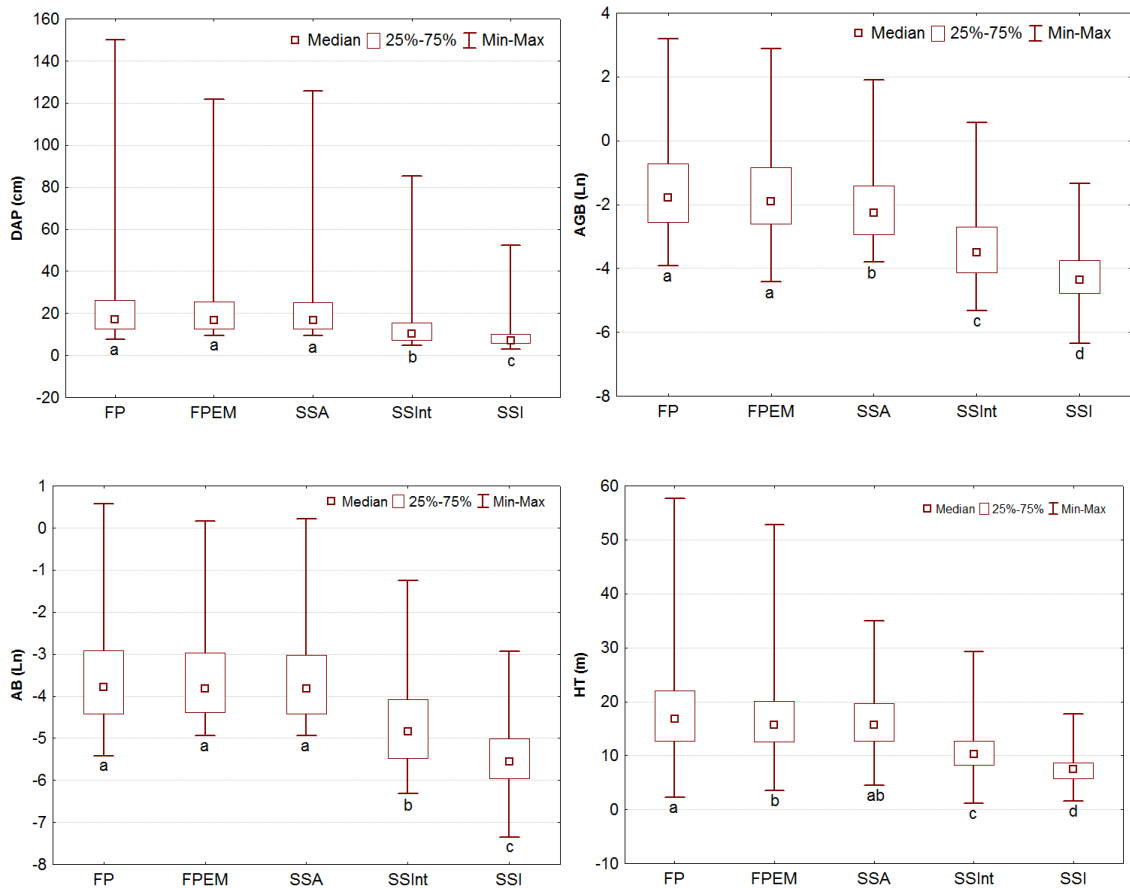 Median 25%-75% Min-Max
160
140
120
100
80
60
40
20
0
-20
DAP (cm)
a a a b c
FP FPEM SSA SSInt SSI
Median 25%-75% Min-Max
4
2
0
-2
-4
-6
-8
AGB (Ln)
a a b c d
FP FPEM SSA SSInt SSI
Median 25%-75% Min-Max
1
0
-1
-2
-3
-4
-5
-6
-7
-8
AB (Ln)
a a a b c
FP FPEM SSA SSInt SSI
Median 25%-75% Min-Max
60
50
40
30
20
10
0
-10
HT (m)
a b ab c d
FP FPEM SSA SSInt SSI